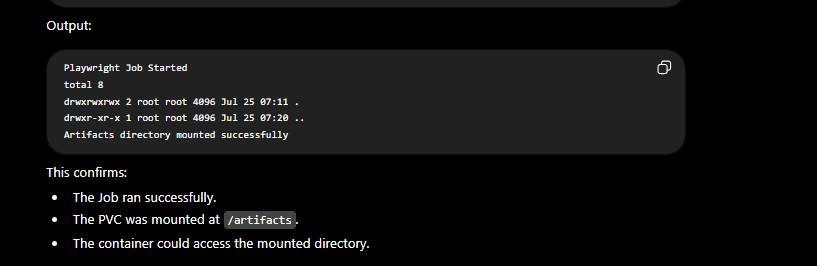 Output:
Playwright Job Started
total 8
drwxrwxrwx 2 root root 4096 Jul 25 07:11 .
drwxr-xr-x 1 root root 4096 Jul 25 07:20 ..
Artifacts directory mounted successfully
This confirms:
• The Job ran successfully.
• The PVC was mounted at /artifacts.
• The container could access the mounted directory.